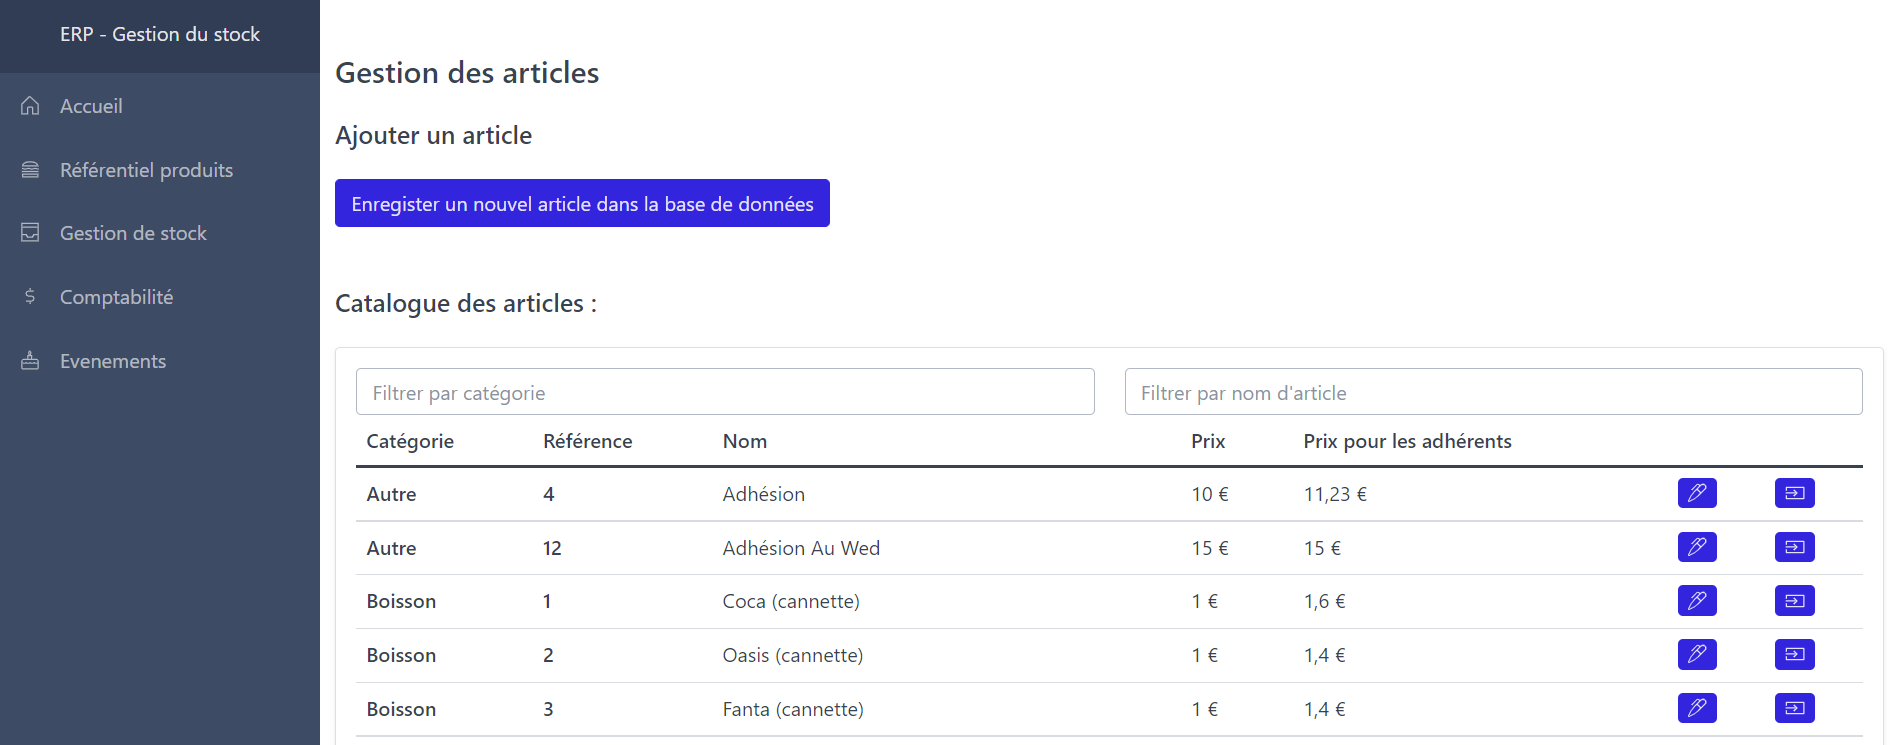 ERP - Gestion du stock
Accueil
Référentiel produits
Gestion de stock
Comptabilité
Evenements
Gestion des articles
Ajouter un article
Enregister un nouvel article dans la base de données
Catalogue des articles :
Filtrer par catégorie Filtrer par nom d'article
Catégorie Référence Nom Prix Prix pour les adhérents
Autre 4 Adhésion 10 € 11,23 €
Autre 12 Adhésion Au Wed 15 € 15 €
Boisson 1 Coca (cannette) 1 € 1,6 €
Boisson 2 Oasis (cannette) 1 € 1,4 €
Boisson 3 Fanta (cannette) 1 € 1,4 €